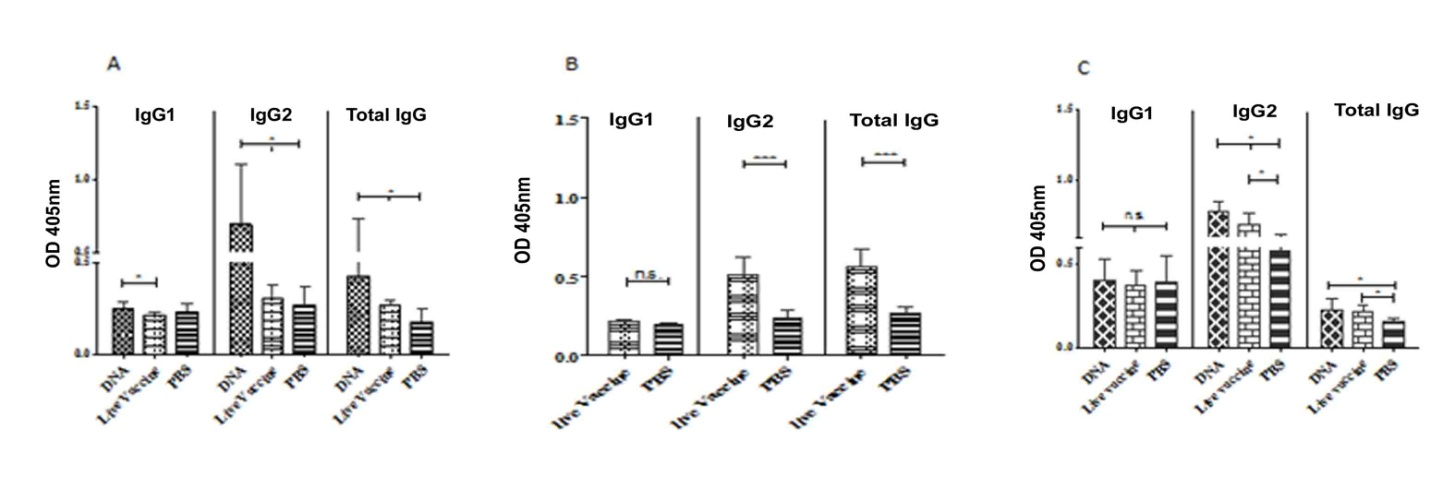 A
IgG1
IgG2
Total IgG
OD 405nm
1.5
1.0
0.5
0.0
*
*
*
DNA
Live Vaccine
PBS
DNA
Live Vaccine
PBS
DNA
Live Vaccine
PBS
B
IgG1
IgG2
Total IgG
OD 405nm
1.5
1.0
0.5
0.0
n.s.
***
***
live Vaccine
PBS
live Vaccine
PBS
live Vaccine
PBS
C
IgG1
IgG2
Total IgG
OD 405nm
1.5
1.0
0.5
0.0
n.s.
*
*
*
*
DNA
Live vaccine
PBS
DNA
Live vaccine
PBS
DNA
Live vaccine
PBS